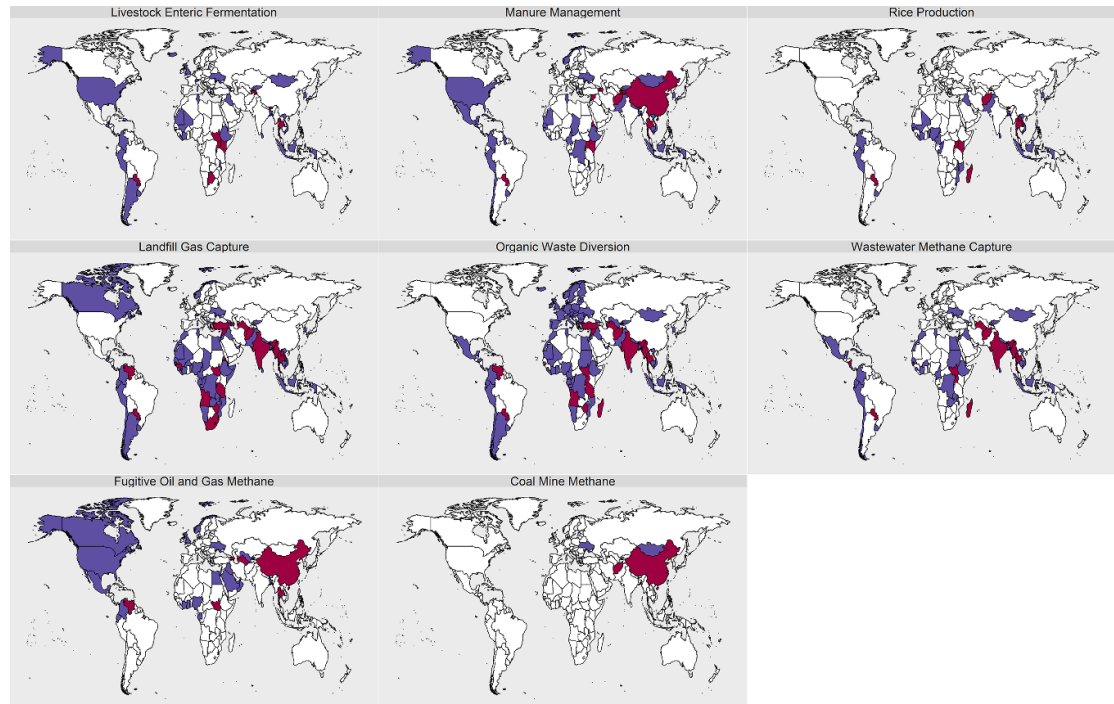 Livestock Enteric Fermentation
Manure Management
Rice Production
Landfill Gas Capture
Organic Waste Diversion
Wastewater Methane Capture
Fugitive Oil and Gas Methane
Coal Mine Methane